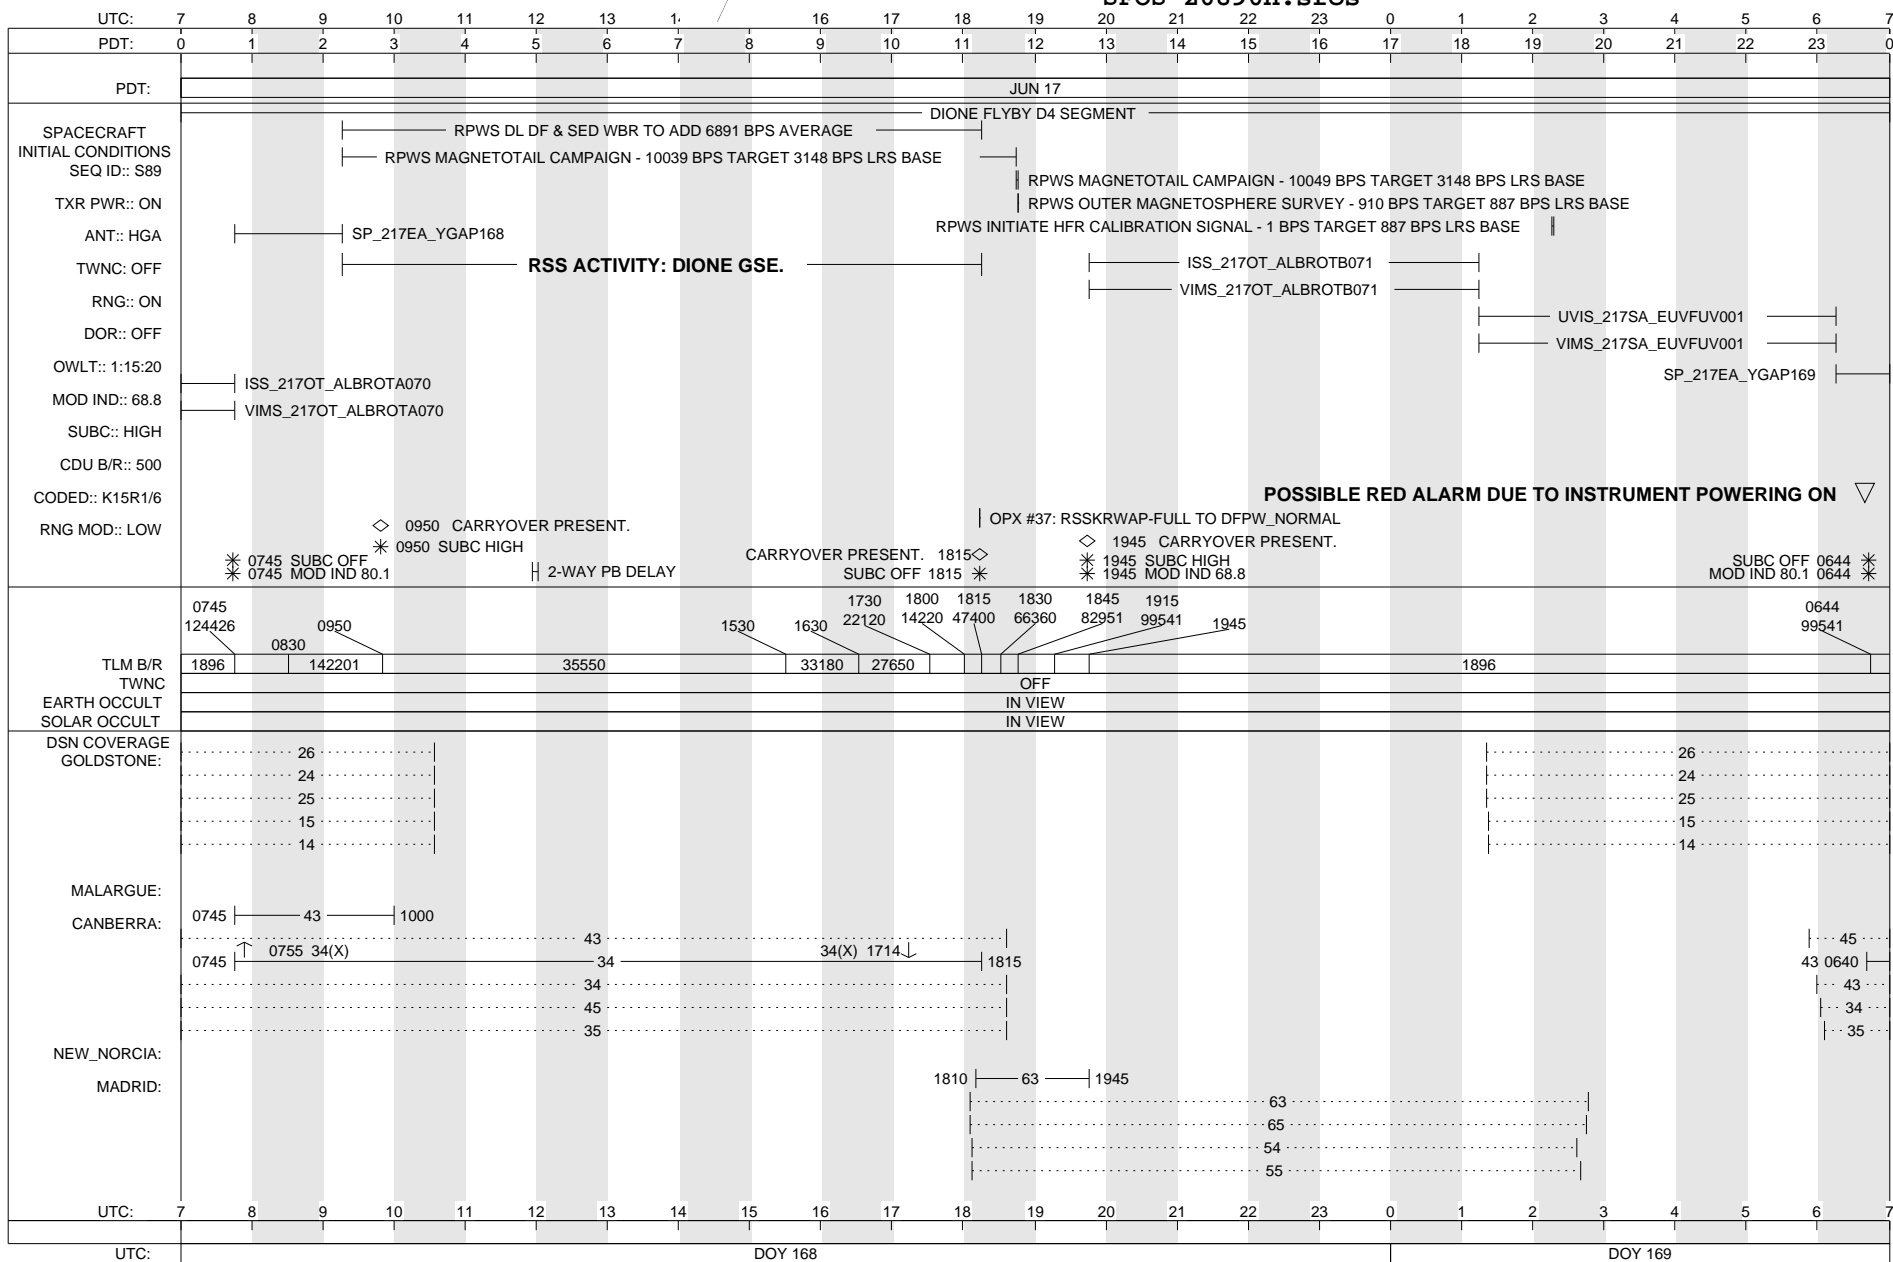 UTC: 7 8 9 10 11 12 13 16 17 18 19 20 21 22 23 0 1 2 3 4 5 6 7
PDT: 0 1 2 3 4 5 6 7 8 9 10 11 12 13 14 15 16 17 18 19 20 21 22 23 0
PDT: JUN 17
DIONE FLYBY D4 SEGMENT
SPACECRAFT
INITIAL CONDITIONS
SEQ ID:: S89
TXR PWR:: ON
ANT:: HGA
TWNC: OFF
RNG:: ON
DOR:: OFF
OWLT:: 1:15:20
MOD IND:: 68.8
SUBC:: HIGH
CDU B/R:: 500
CODED:: K15R1/6
RNG MOD:: LOW
RPWS DL DF & SED WBR TO ADD 6891 BPS AVERAGE
RPWS MAGNETOTAIL CAMPAIGN - 10039 BPS TARGET 3148 BPS LRS BASE
RPWS MAGNETOTAIL CAMPAIGN - 10049 BPS TARGET 3148 BPS LRS BASE
RPWS OUTER MAGNETOSPHERE SURVEY - 910 BPS TARGET 887 BPS LRS BASE
RPWS INITIATE HFR CALIBRATION SIGNAL - 1 BPS TARGET 887 BPS LRS BASE
SP_217EA_YGAP168
RSS ACTIVITY: DIONE GSE.
ISS_217OT_ALBROTB071
VIMS_217OT_ALBROTB071
UVIS_217SA_EUVFUV001
VIMS_217SA_EUVFUV001
SP_217EA_YGAP169
ISS_217OT_ALBROTA070
VIMS_217OT_ALBROTA070
POSSIBLE RED ALARM DUE TO INSTRUMENT POWERING ON
OPX #37: RSSKRWAP-FULL TO DFPW_NORMAL
0950 CARRYOVER PRESENT.
0950 SUBC HIGH
1945 CARRYOVER PRESENT.
CARRYOVER PRESENT. 1815
0745 SUBC OFF
1945 SUBC HIGH
SUBC OFF 0644
0745 MOD IND 80.1
2-WAY PB DELAY
SUBC OFF 1815
1945 MOD IND 68.8
MOD IND 80.1 0644
0745 1730 1800 1815 1830 1845 1915 0644
124426 0950 1530 1630 22120 14220 47400 66360 82951 99541 1945 99541
0830
TLM B/R 1896 142201 35550 33180 27650 1896
TWNC OFF
EARTH OCCULT IN VIEW
SOLAR OCCULT IN VIEW
DSN COVERAGE
GOLDSTONE:
26 26
24 24
25 25
15 15
14 14
MALARGUE:
CANBERRA:
0745 43 1000
43 45
0755 34(X) 34(X) 1714
0745 34 1815 43 0640
34 43
45 34
35 35
NEW_NORCIA:
MADRID:
1810 63 1945
63
65
54
55
UTC: 7 8 9 10 11 12 13 14 15 16 17 18 19 20 21 22 23 0 1 2 3 4 5 6 7
UTC: DOY 168 DOY 169